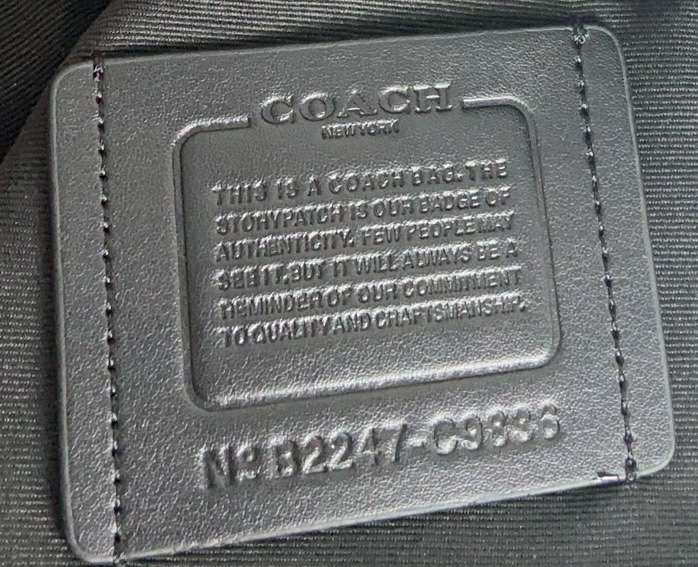 COACH
NEW YORK
THIS IS A COACH BAG. THE
STORYPATCH IS OUR BADGE OF
AUTHENTICITY. FEW PEOPLE MAY
SEE IT, BUT IT WILL ALWAYS BE A
REMINDER OF OUR COMMITMENT
TO QUALITY AND CRAFTSMANSHIP.
Nº B2247-C9836